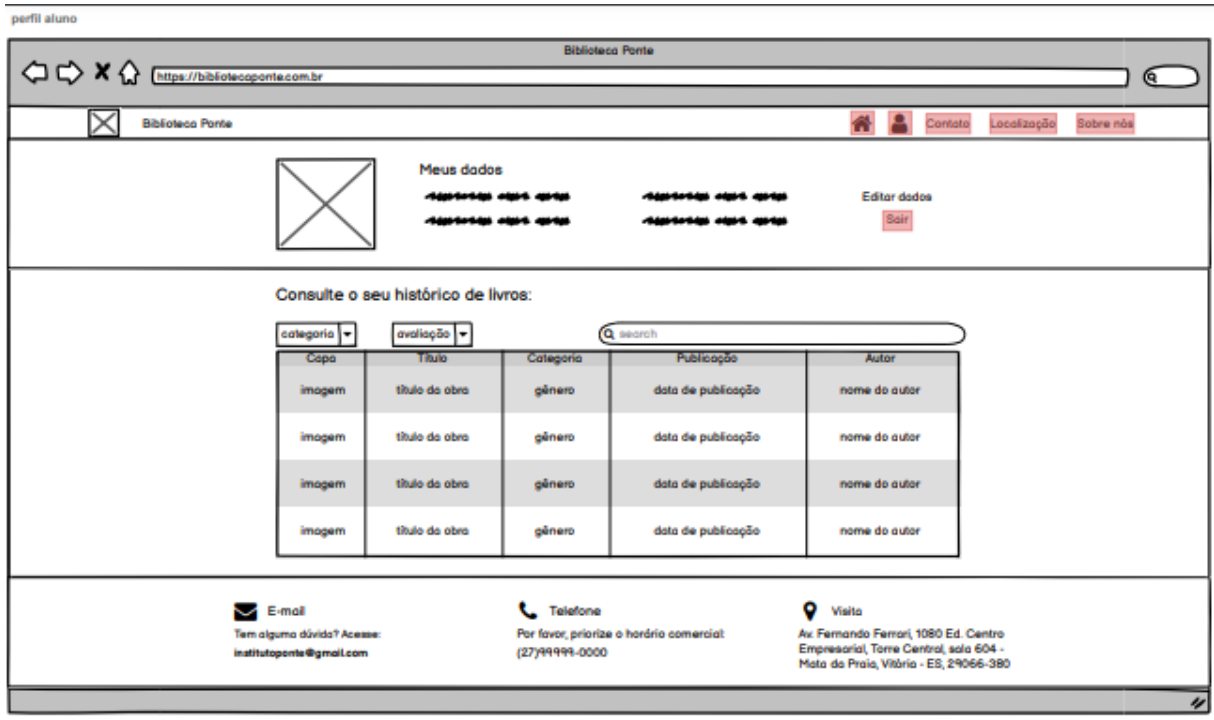 perfil aluno
Biblioteca Ponte
https://bibliotecaponte.com.br
Biblioteca Ponte
Contato Localização Sobre nós
Meus dados
Editar dados
Sair
Consulte o seu histórico de livros:
categoria avaliação search
Capa Título Categoria Publicação Autor
imagem título da obra gênero data de publicação nome do autor
imagem título da obra gênero data de publicação nome do autor
imagem título da obra gênero data de publicação nome do autor
imagem título da obra gênero data de publicação nome do autor
E-mail
Tem alguma dúvida? Acesse:
institutoponte@gmail.com
Telefone
Por favor, priorize o horário comercial:
(27)99999-0000
Visita
Av. Fernando Ferrari, 1080 Ed. Centro
Empresarial, Torre Central, sala 604 -
Mata da Praia, Vitória - ES, 29066-380